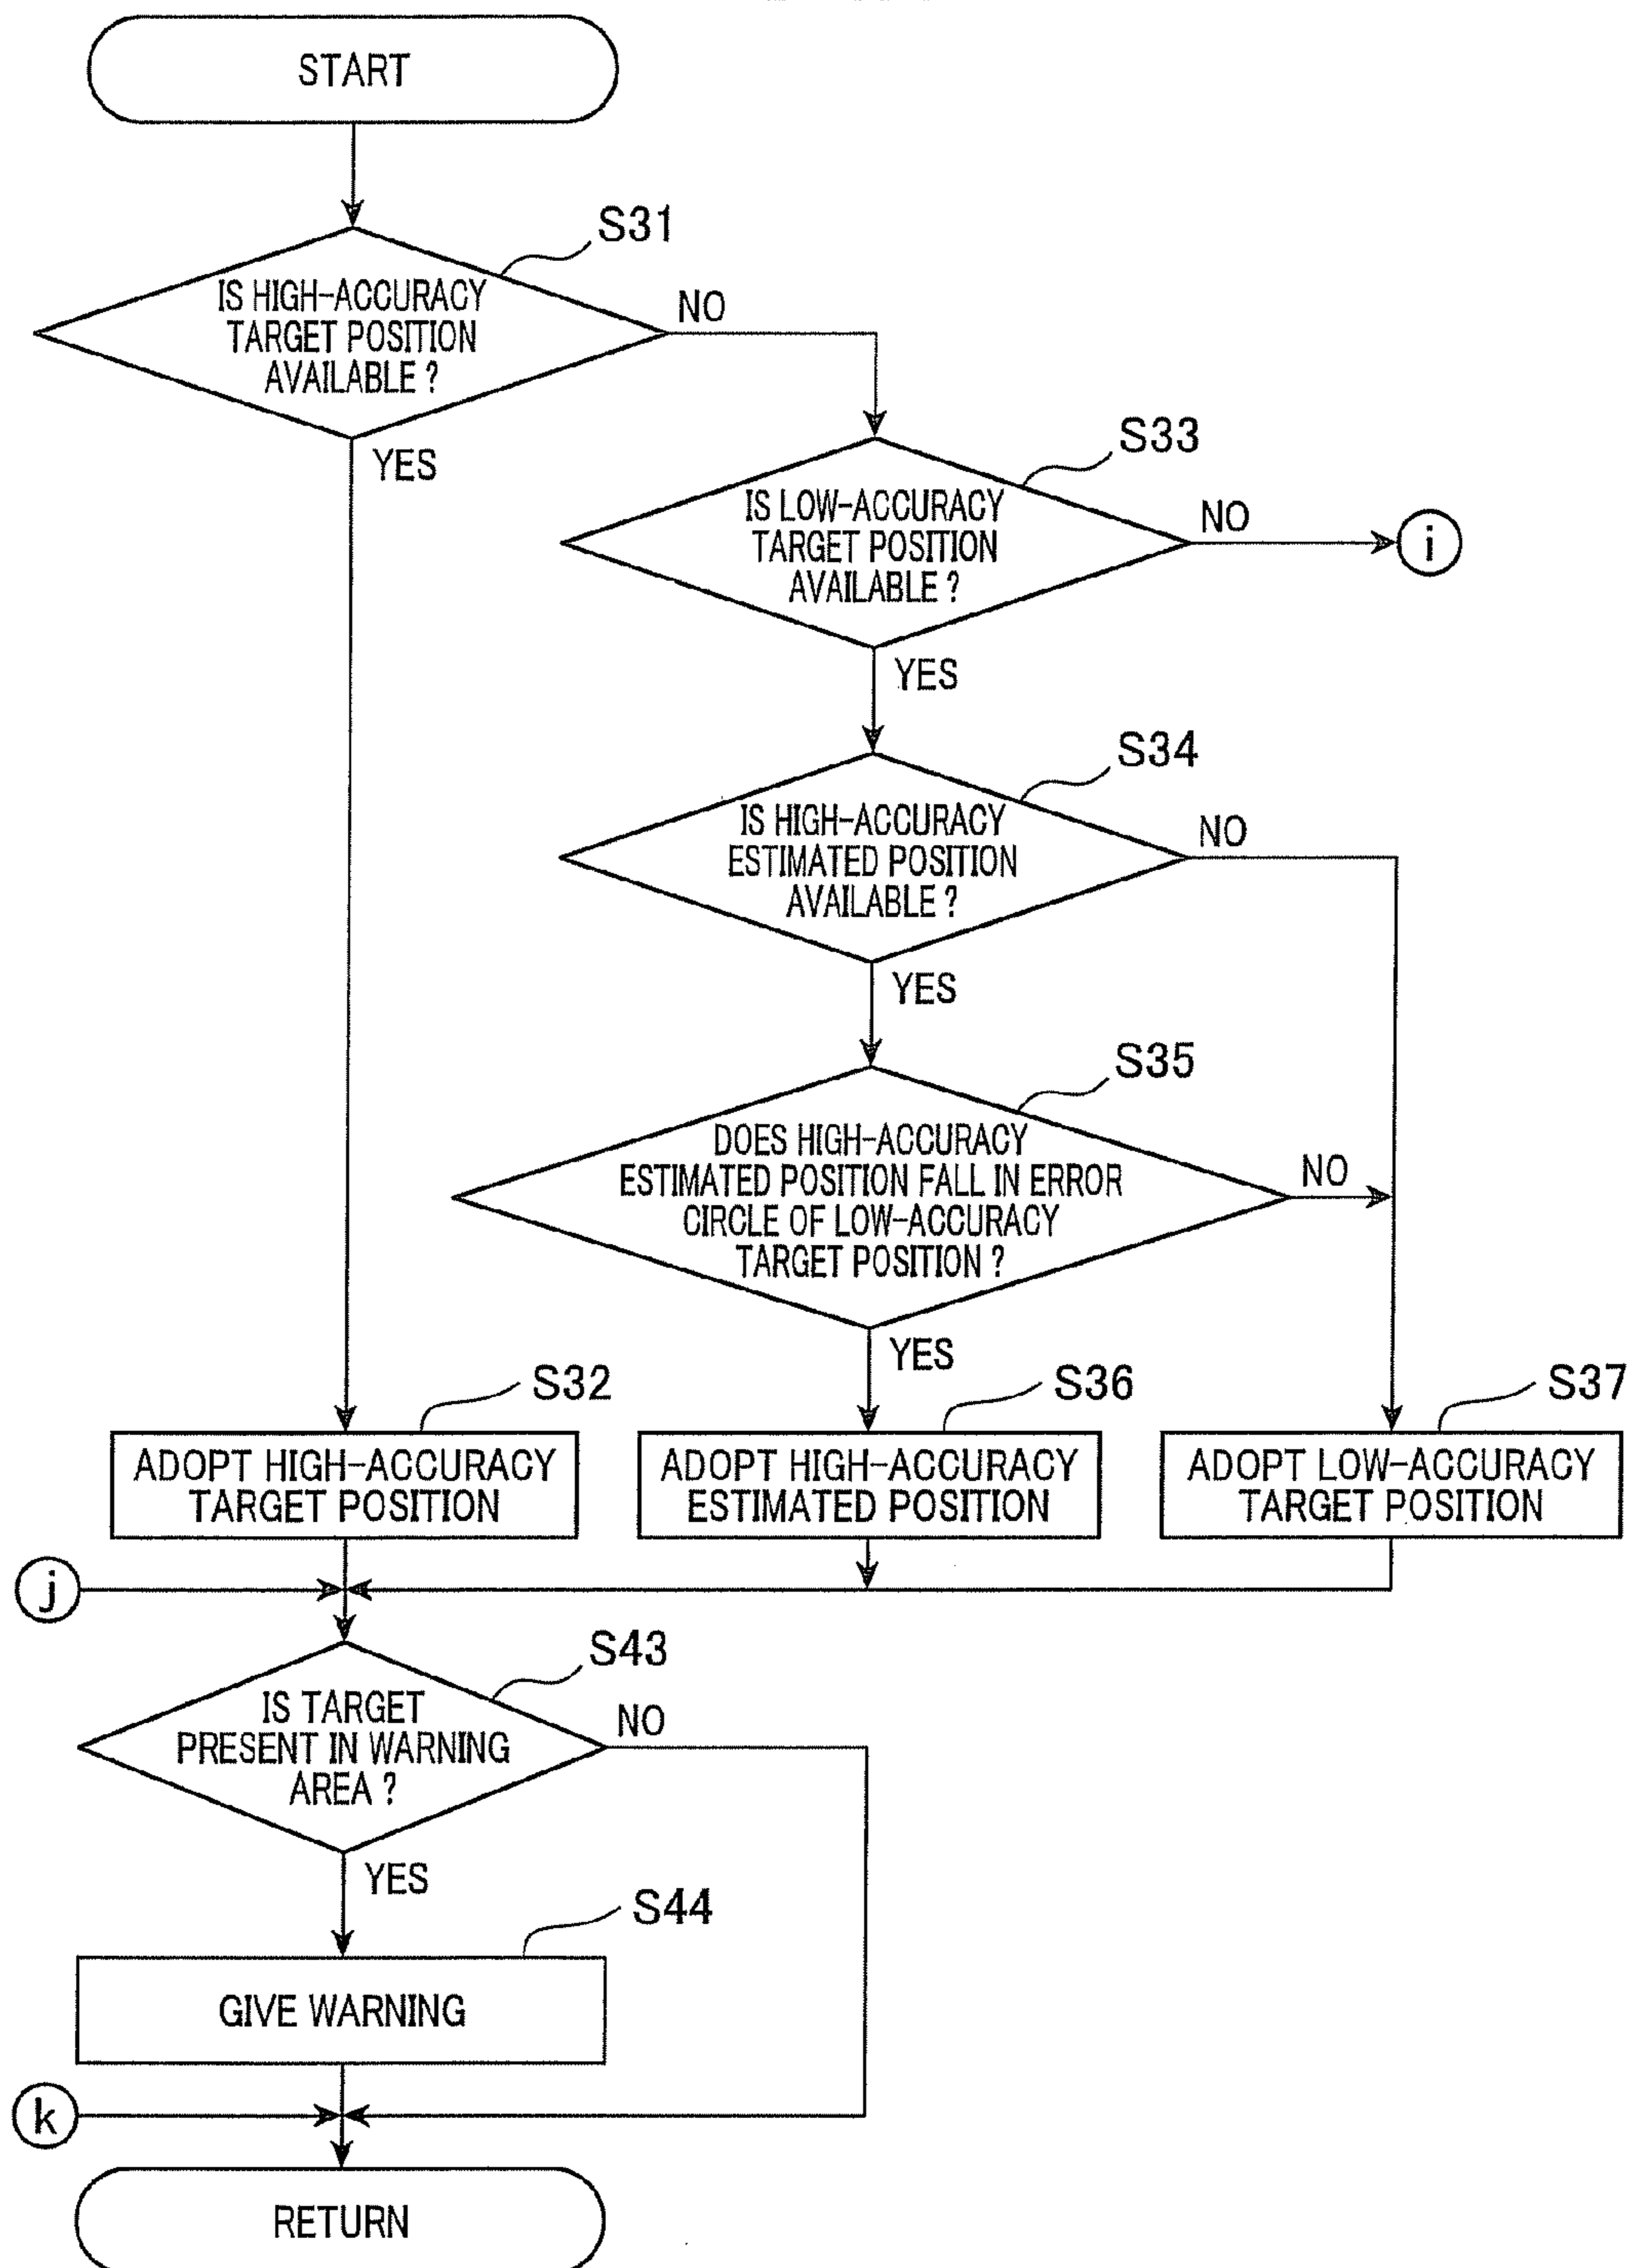 START
S31
IS HIGH-ACCURACY
TARGET POSITION
AVAILABLE ?
NO
YES
S33
IS LOW-ACCURACY
TARGET POSITION
AVAILABLE ?
NO
i
YES
S34
IS HIGH-ACCURACY
ESTIMATED POSITION
AVAILABLE ?
NO
YES
S35
DOES HIGH-ACCURACY
ESTIMATED POSITION FALL IN ERROR
CIRCLE OF LOW-ACCURACY
TARGET POSITION ?
NO
YES
S32
ADOPT HIGH-ACCURACY
TARGET POSITION
S36
ADOPT HIGH-ACCURACY
ESTIMATED POSITION
S37
ADOPT LOW-ACCURACY
TARGET POSITION
j
S43
IS TARGET
PRESENT IN WARNING
AREA ?
NO
YES
S44
GIVE WARNING
k
RETURN